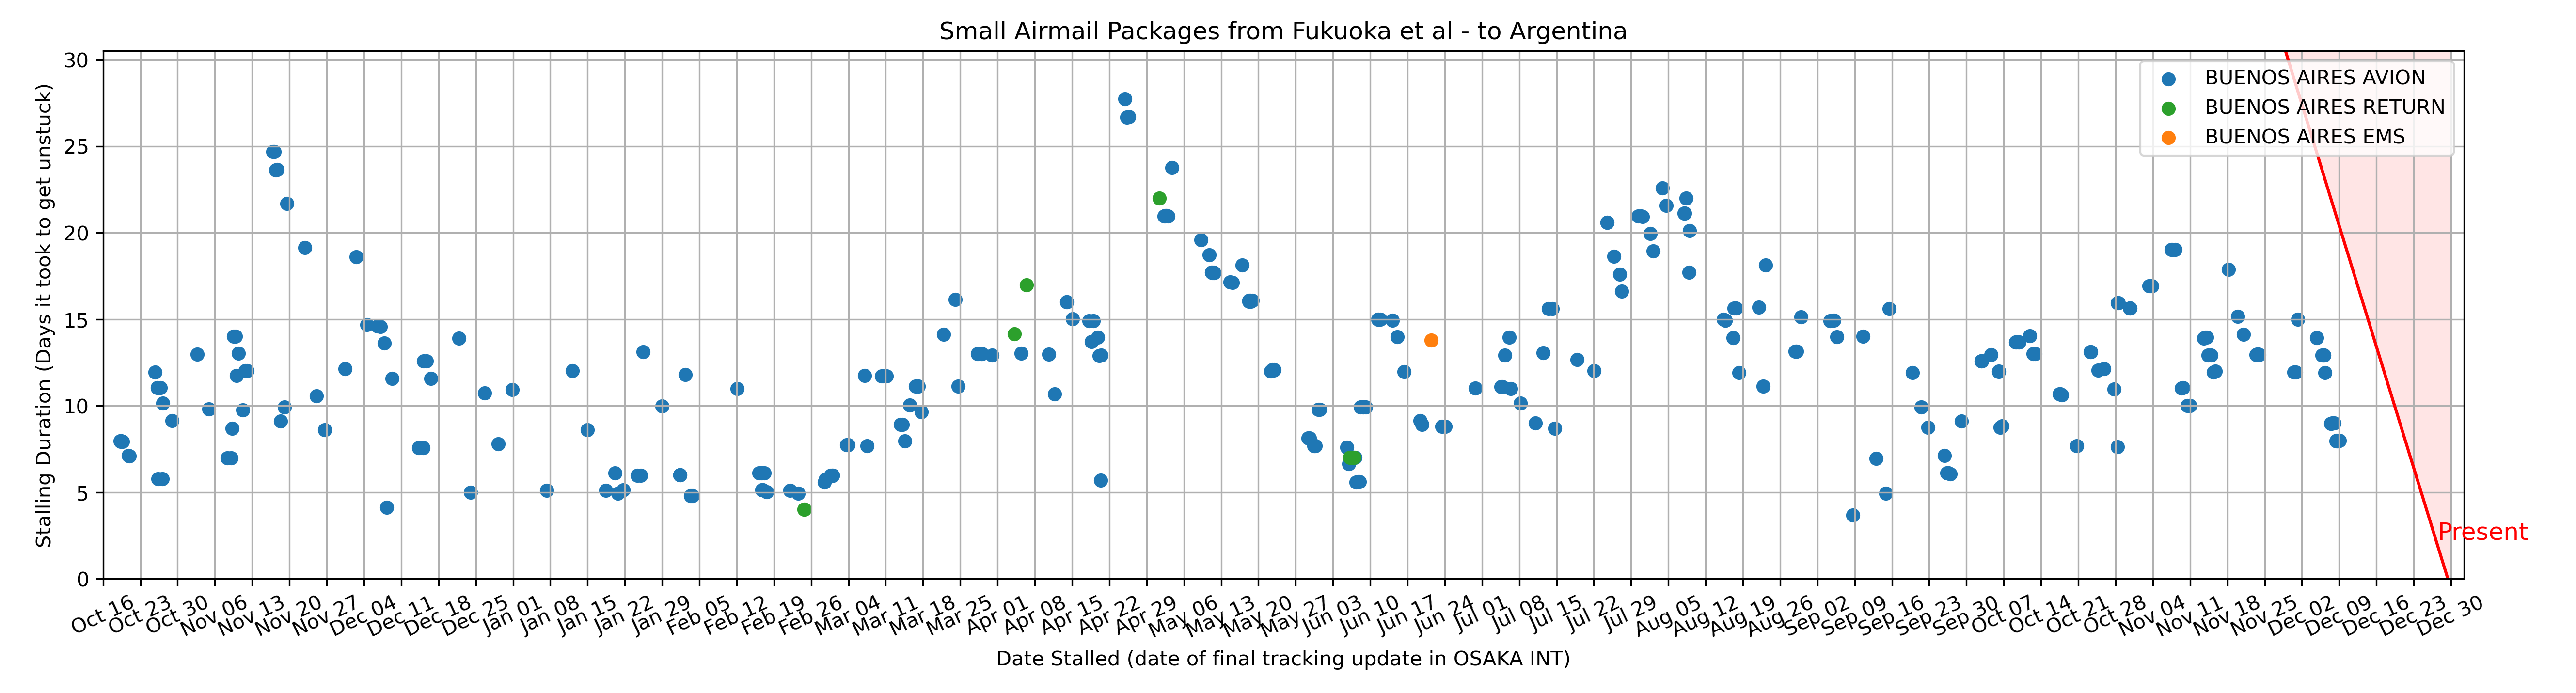 Small Airmail Packages from Fukuoka et al - to Argentina
Stalling Duration (Days it took to get unstuck)
30
25
20
15
10
5
0
BUENOS AIRES AVION
BUENOS AIRES RETURN
BUENOS AIRES EMS
Present
Oct 16
Oct 23
Oct 30
Nov 06
Nov 13
Nov 20
Nov 27
Dec 04
Dec 11
Dec 18
Dec 25
Jan 01
Jan 08
Jan 15
Jan 22
Jan 29
Feb 05
Feb 12
Feb 19
Feb 26
Mar 04
Mar 11
Mar 18
Mar 25
Apr 01
Apr 08
Apr 15
Apr 22
Apr 29
May 06
May 13
May 20
May 27
Jun 03
Jun 10
Jun 17
Jun 24
Jul 01
Jul 08
Jul 15
Jul 22
Jul 29
Aug 05
Aug 12
Aug 19
Aug 26
Sep 02
Sep 09
Sep 16
Sep 23
Sep 30
Oct 07
Oct 14
Oct 21
Oct 28
Nov 04
Nov 11
Nov 18
Nov 25
Dec 02
Dec 09
Dec 16
Dec 23
Dec 30
Date Stalled (date of final tracking update in OSAKA INT)